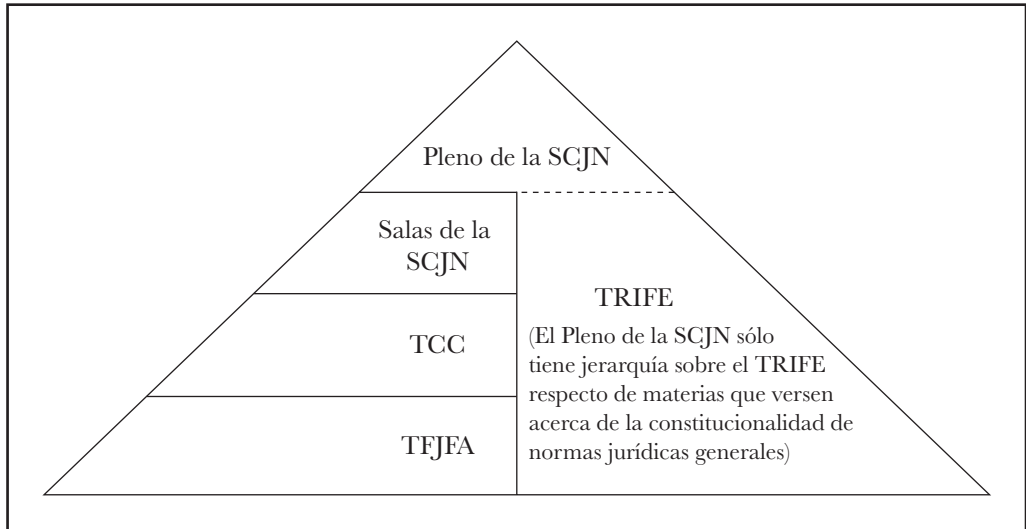 Pleno de la SCJN
Salas de la
SCJN
TCC
TFJFA
TRIFE
(El Pleno de la SCJN sólo
tiene jerarquía sobre el TRIFE
respecto de materias que versen
acerca de la constitucionalidad de
normas jurídicas generales)